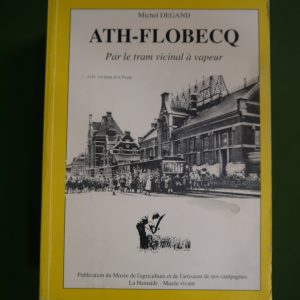 Michel DEGAND
ATH-FLOBECQ
Par le tram vicinal à vapeur
Publication du Musée de l'agriculture et de l'artisanat de nos campagnes
La Hamaide - Musée vivant